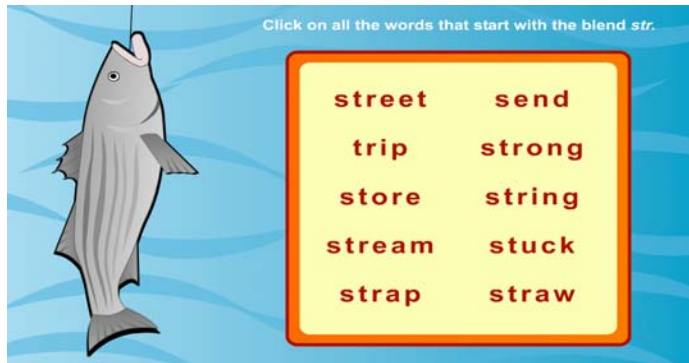 Click on all the words that start with the blend str.
street send
trip strong
store string
stream stuck
strap straw